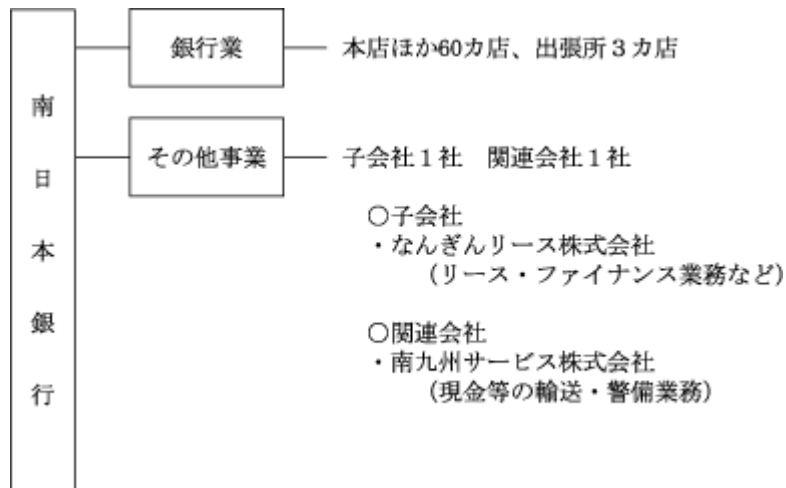 南日本銀行
銀行業
本店ほか60カ店、出張所3カ店
その他事業
子会社1社　関連会社1社
○子会社
・なんぎんリース株式会社
(リース・ファイナンス業務など)
○関連会社
・南九州サービス株式会社
(現金等の輸送・警備業務)